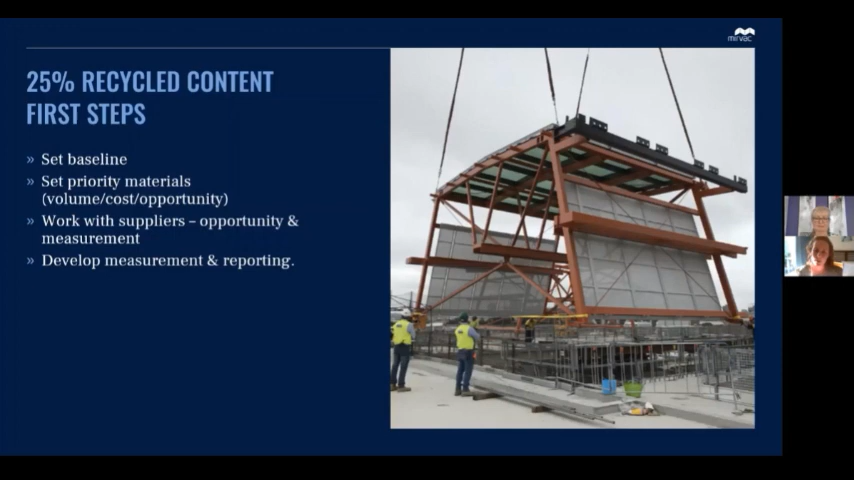 mirvac
25% RECYCLED CONTENT
FIRST STEPS
» Set baseline
» Set priority materials
(volume/cost/opportunity)
» Work with suppliers – opportunity &
measurement
» Develop measurement & reporting.